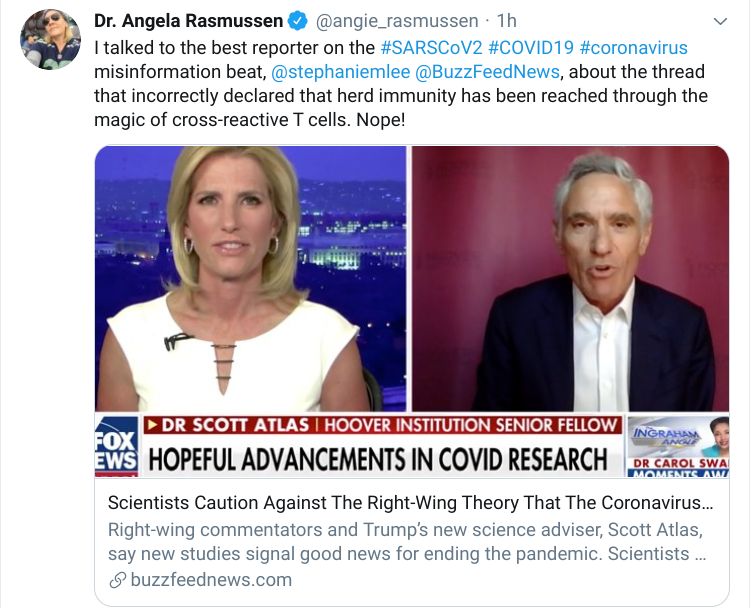 Dr. Angela Rasmussen @angie_rasmussen · 1h
I talked to the best reporter on the #SARSCoV2 #COVID19 #coronavirus
misinformation beat, @stephaniemlee @BuzzFeedNews, about the thread
that incorrectly declared that herd immunity has been reached through the
magic of cross-reactive T cells. Nope!
DR SCOTT ATLAS | HOOVER INSTITUTION SENIOR FELLOW
FOX
EWS
HOPEFUL ADVANCEMENTS IN COVID RESEARCH
INGRAHAM
ANGLE
DR CAROL SWA
MOMENTS AW
Scientists Caution Against The Right-Wing Theory That The Coronavirus...
Right-wing commentators and Trump's new science adviser, Scott Atlas,
say new studies signal good news for ending the pandemic. Scientists ...
buzzfeednews.com